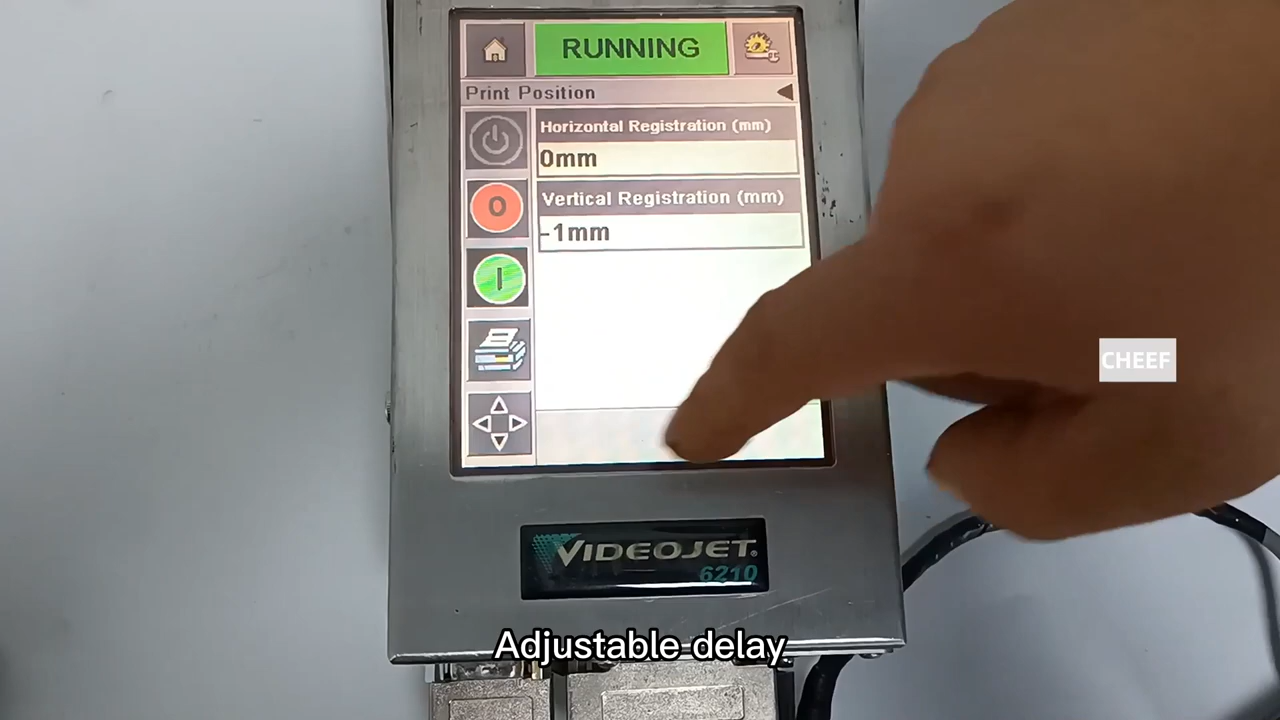 RUNNING
Print Position
Horizontal Registration (mm)
0mm
Vertical Registration (mm)
-1mm
O
I
CHEEF
VIDEOJET®
6210
Adjustable delay